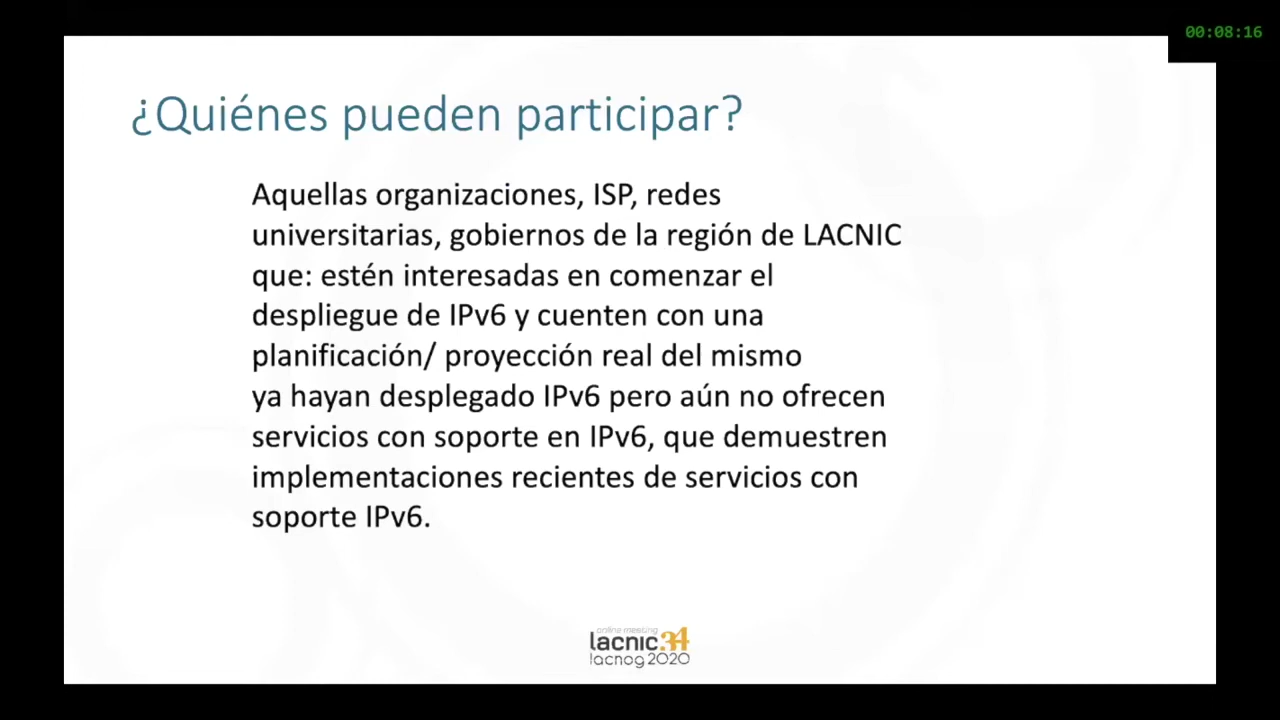 00:08:16
¿Quiénes pueden participar?
Aquellas organizaciones, ISP, redes
universitarias, gobiernos de la región de LACNIC
que: estén interesadas en comenzar el
despliegue de IPv6 y cuenten con una
planificación/ proyección real del mismo
ya hayan desplegado IPv6 pero aún no ofrecen
servicios con soporte en IPv6, que demuestren
implementaciones recientes de servicios con
soporte IPv6.
online meeting
lacnic34
lacnog2020